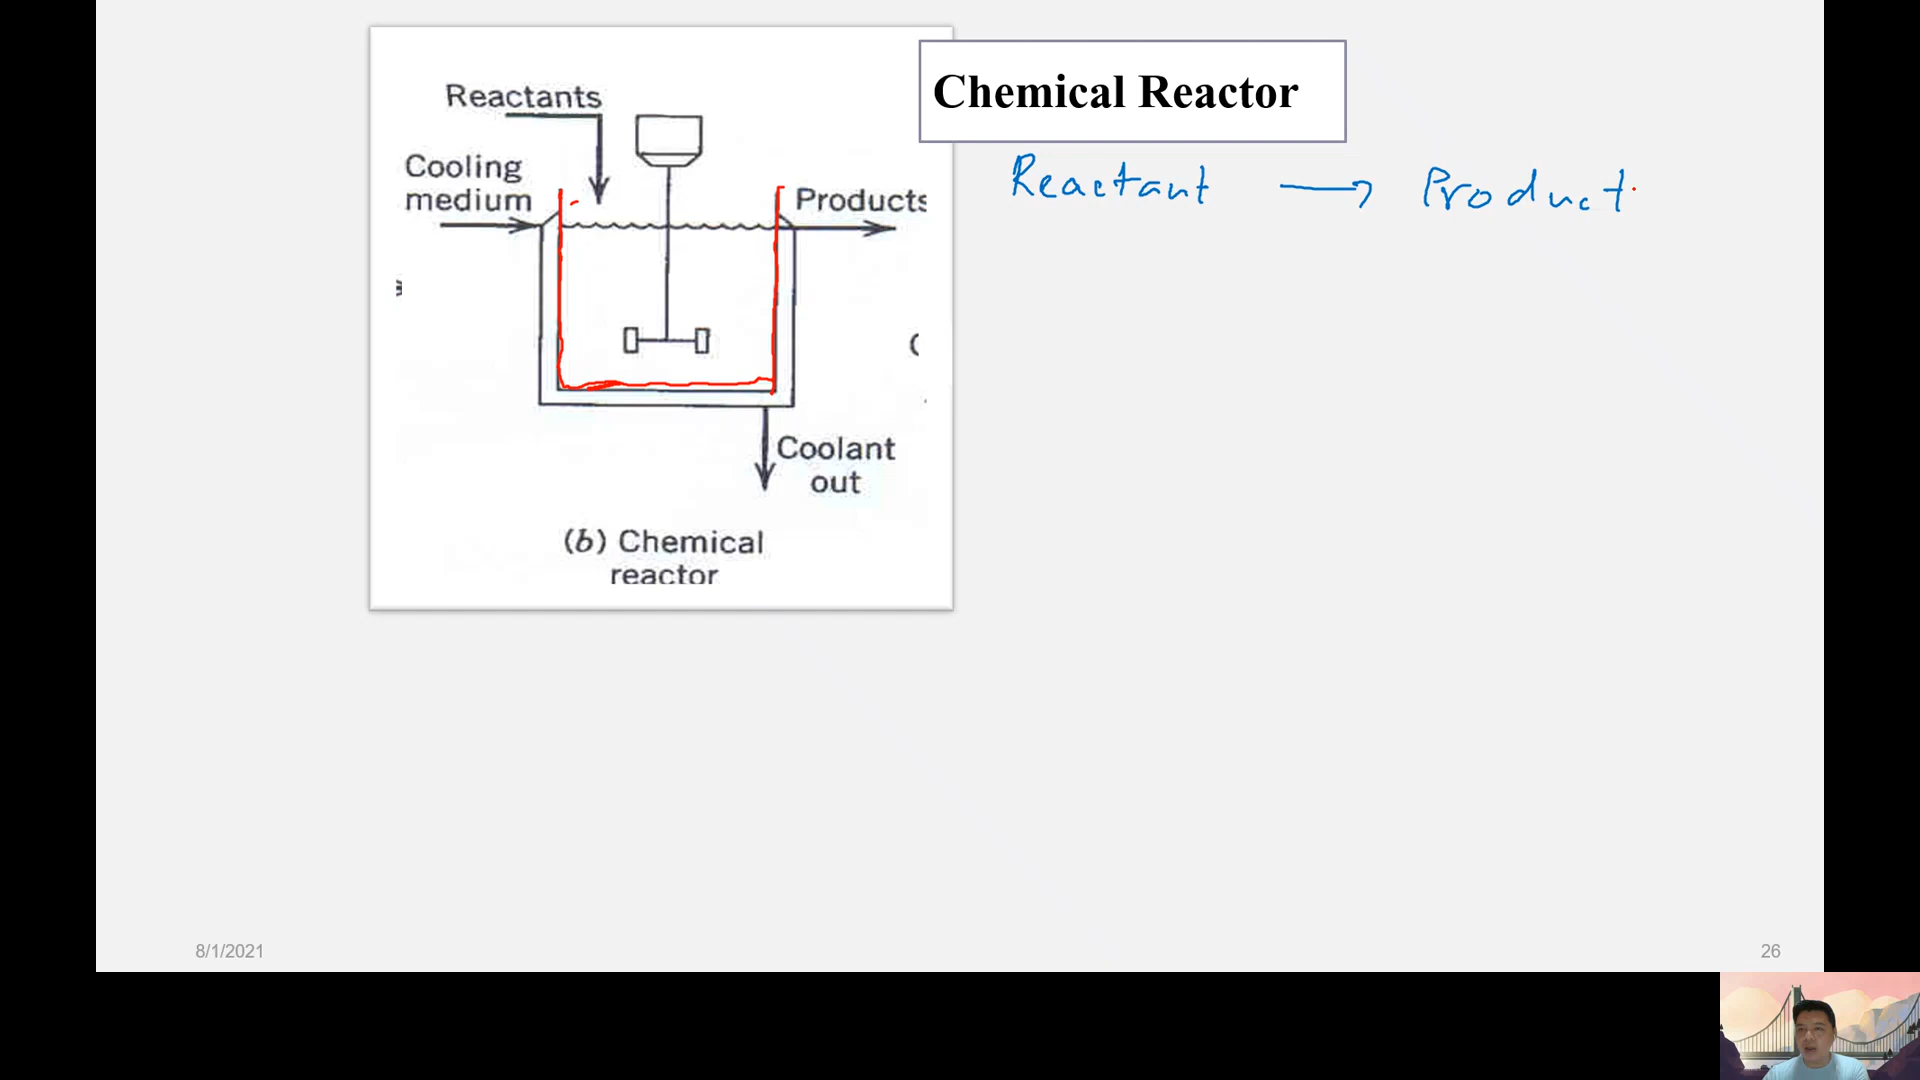 Chemical Reactor
Reactants
Cooling
medium
Products
Reactant → Product
Coolant
out
(b) Chemical
reactor
8/1/2021
26